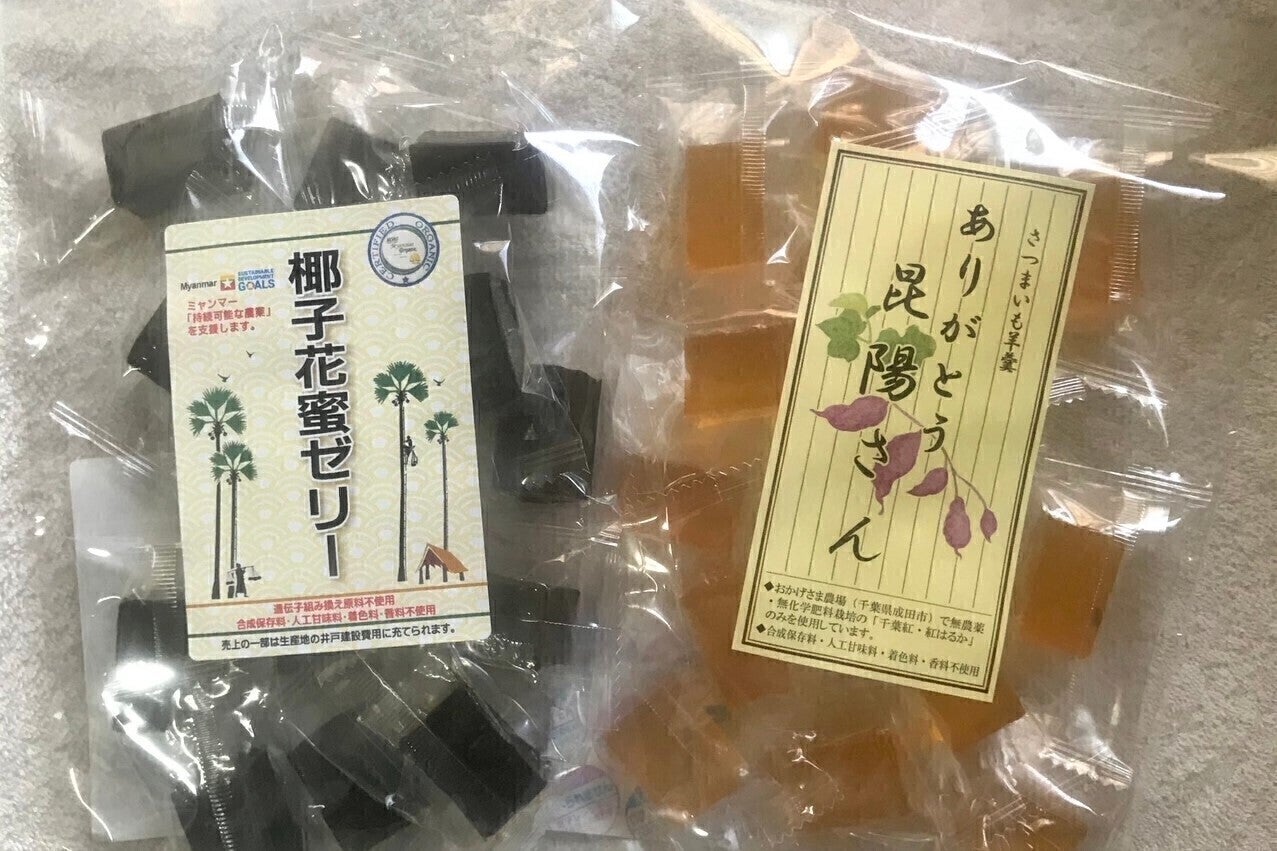 Myanmar
SUSTAINABLE
DEVELOPMENT
GOALS
CERTIFIED ORGANIC
ミャンマー
「持続可能な農業」
を支援します。
椰子花蜜ゼリー
遺伝子組み換え原料不使用
合成保存料・人工甘味料・着色料・香料不使用
売上の一部は生産地の井戸建設費用に充てられます。
さつまいも羊羹
ありがとう
昆陽さん
◆おかげさま農場（千葉県成田市）で無農薬
・無化学肥料栽培の「千葉紅・紅はるか」
のみを使用しています。
◆合成保存料・人工甘味料・着色料・香料不使用